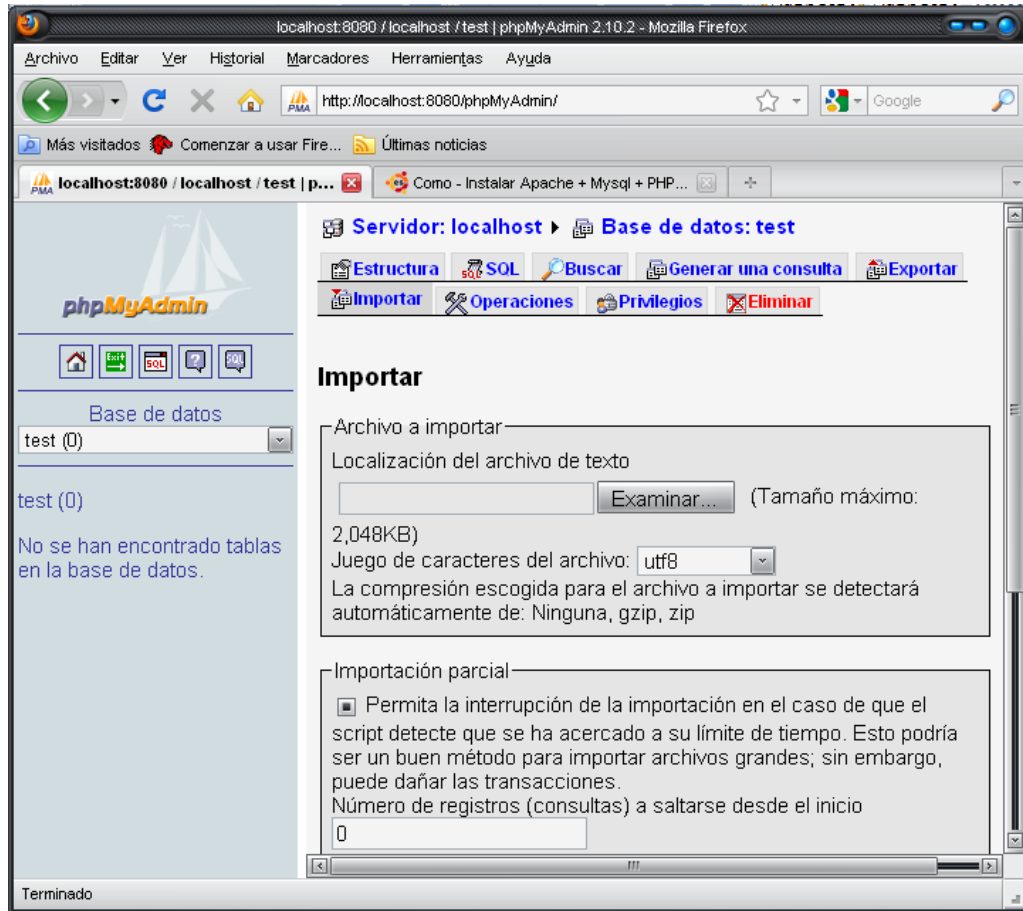 localhost:8080 / localhost / test | phpMyAdmin 2.10.2 - Mozilla Firefox
Archivo Editar Ver Historial Marcadores Herramientas Ayuda
PMA http://localhost:8080/phpMyAdmin/ Google
Más visitados Comenzar a usar Fire... Últimas noticias
PMA localhost:8080 / localhost / test | p... Como - Instalar Apache + Mysql + PHP...
phpMyAdmin
Exit SQL ? SQL
Base de datos
test (0)
test (0)
No se han encontrado tablas
en la base de datos.
Servidor: localhost Base de datos: test
Estructura SQL Buscar Generar una consulta Exportar
Importar Operaciones Privilegios Eliminar
Importar
Archivo a importar
Localización del archivo de texto
Examinar... (Tamaño máximo:
2,048KB)
Juego de caracteres del archivo: utf8
La compresión escogida para el archivo a importar se detectará
automáticamente de: Ninguna, gzip, zip
Importación parcial
Permita la interrupción de la importación en el caso de que el
script detecte que se ha acercado a su límite de tiempo. Esto podría
ser un buen método para importar archivos grandes; sin embargo,
puede dañar las transacciones.
Número de registros (consultas) a saltarse desde el inicio
0
Terminado